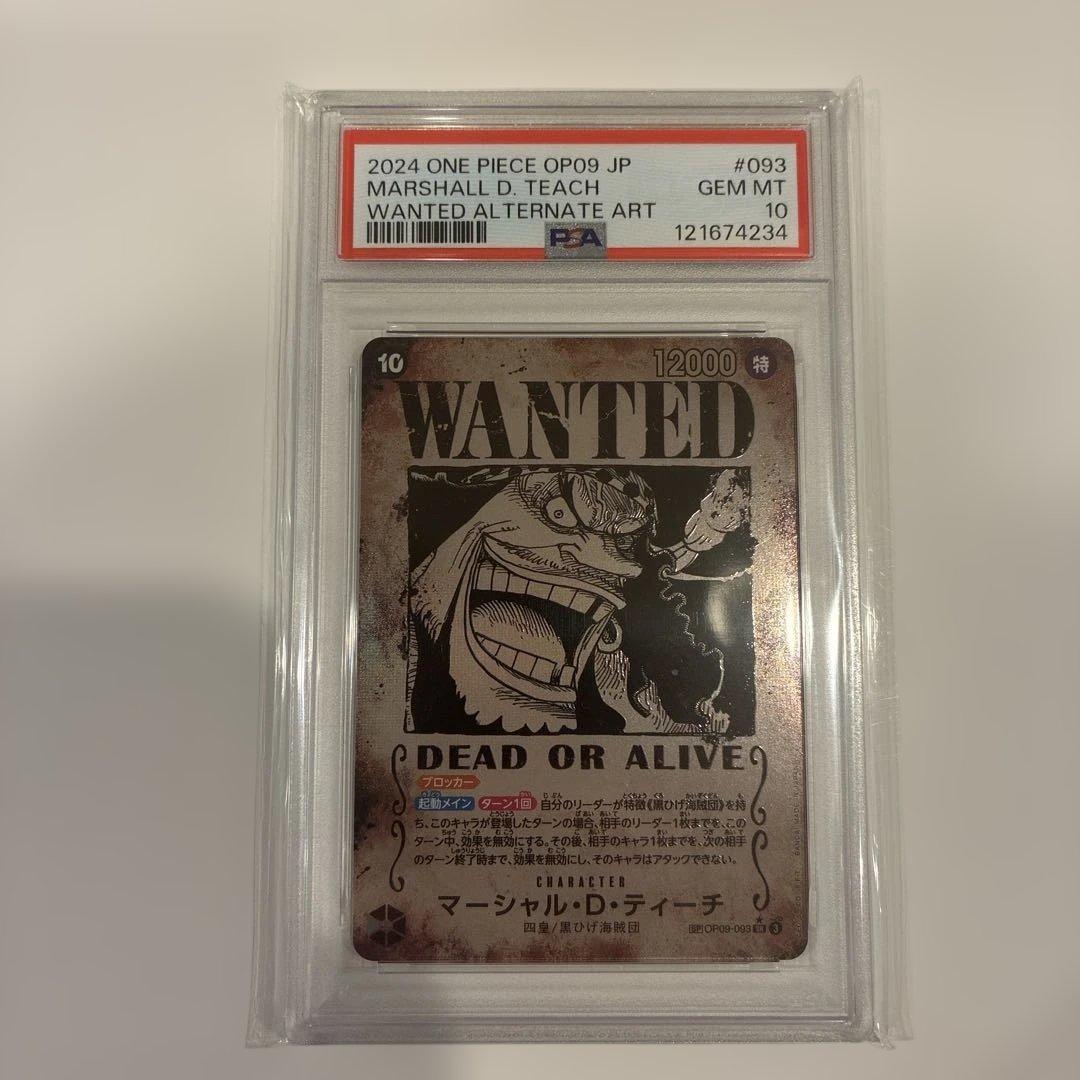 2024 ONE PIECE OP09 JP #093
MARSHALL D. TEACH GEM MT
WANTED ALTERNATE ART 10
PSA 121674234
10 12000 特
WANTED
DEAD OR ALIVE
ブロッカー
起動メイン ターン1回 自分のリーダーが特徴《黒ひげ海賊団》を持
ち、このキャラが登場したターンの場合、相手のリーダー1枚までを、この
ターン中、効果を無効にする。その後、相手のキャラ1枚までを、次の相手
のターン終了時まで、効果を無効にし、そのキャラはアタックできない。
CHARACTER
マーシャル・D・ティーチ
四皇/黒ひげ海賊団
SP OP09-093 SR 3